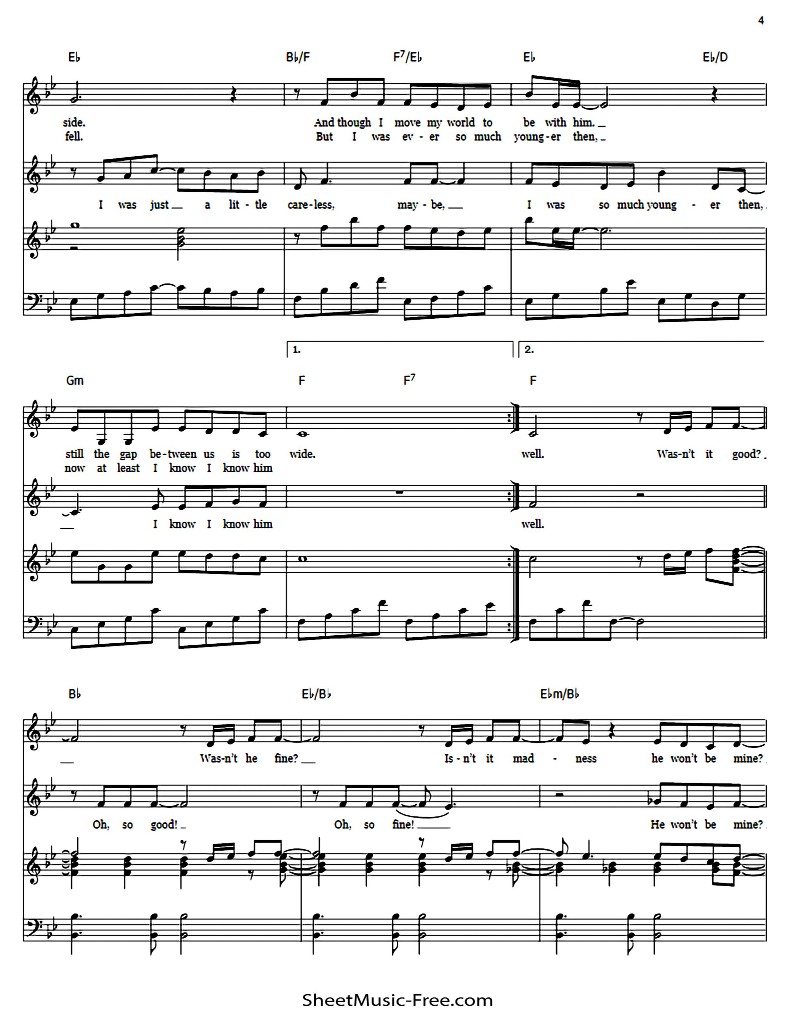 4
E♭ B♭/F F7/E♭ E♭ E♭/D
side. And though I move my world to be with him.
fell. But I was ev - er so much young - er then,
I was just a lit - tle care - less, may - be, I was so much young - er then,
1. 2.
Gm F F7 F
still the gap be - tween us is too wide. well. Was - n't it good?
now at least I know I know him
I know I know him well.
B♭ E♭/B♭ E♭m/B♭
Was - n't he fine? Is - n't it mad - ness he won't be mine?
Oh, so good! Oh, so fine! He won't be mine?
SheetMusic-Free.com